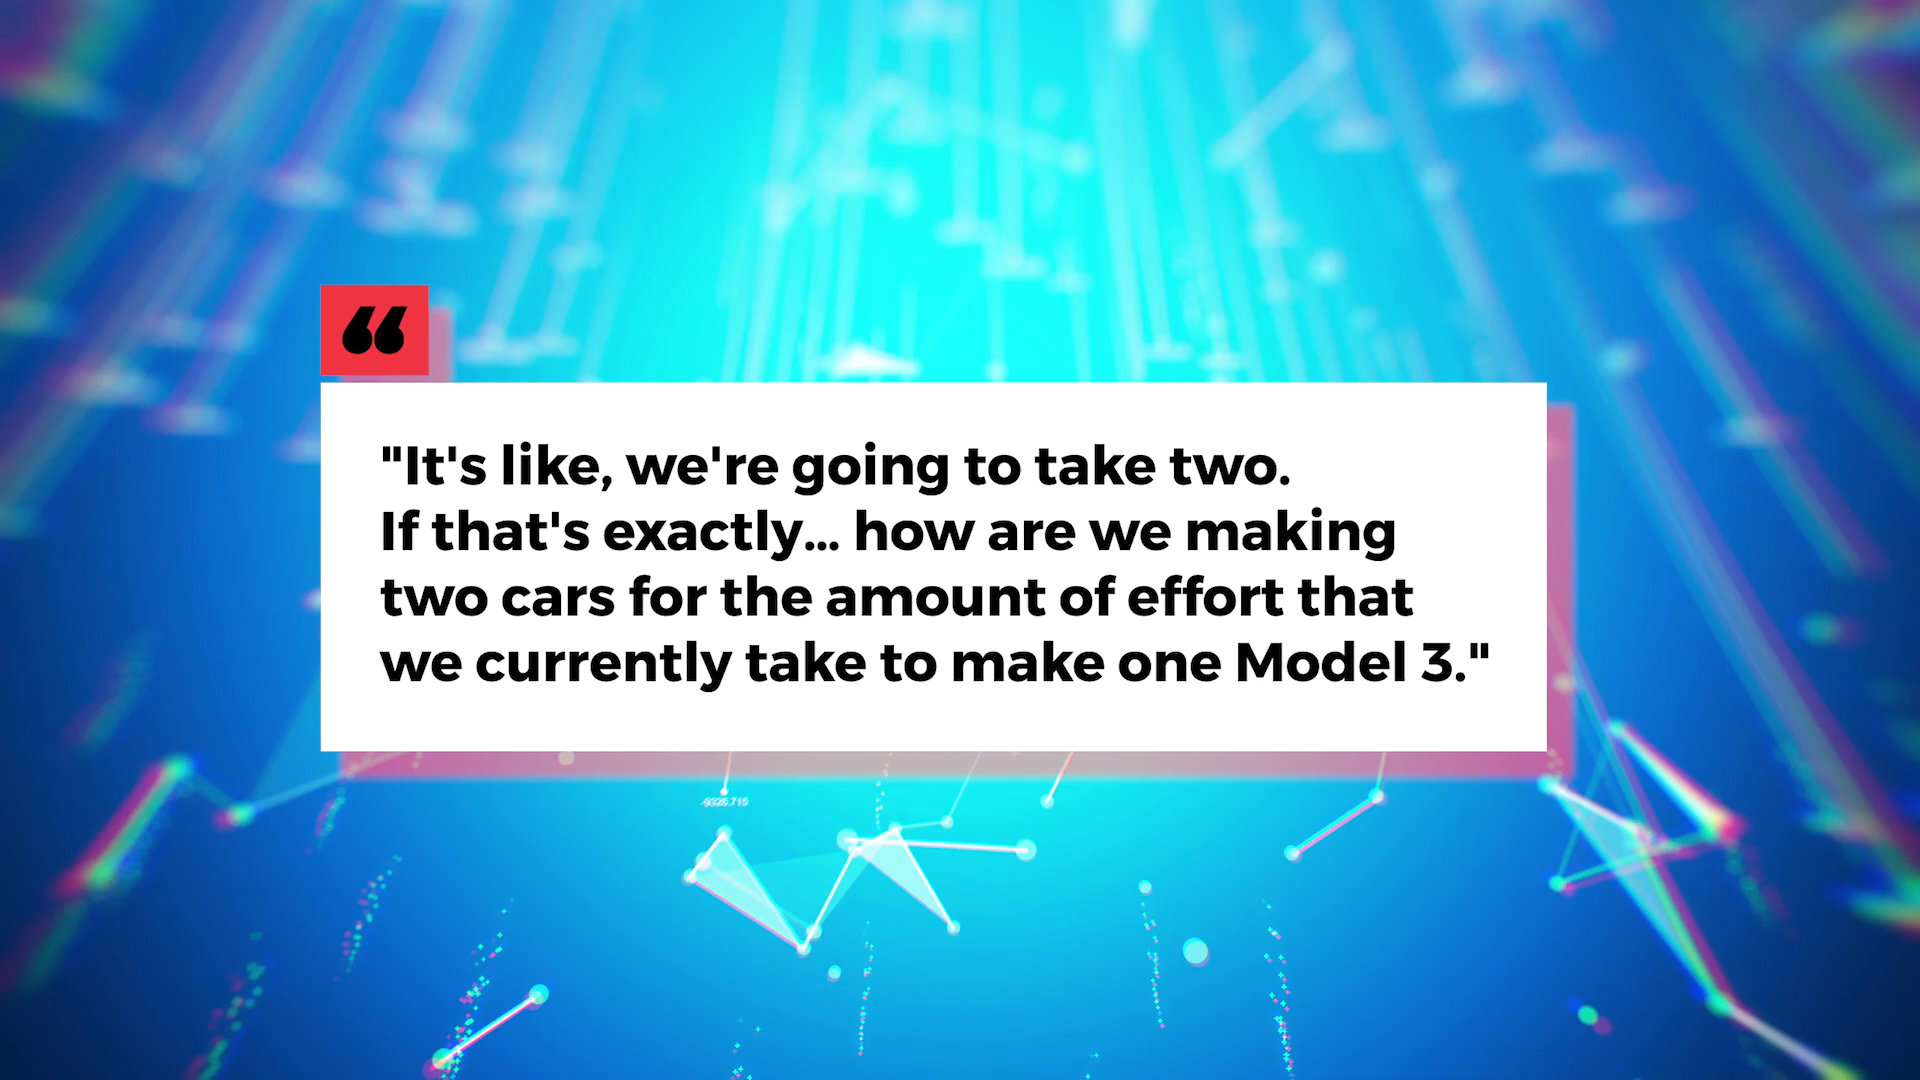 "It's like, we're going to take two.
If that's exactly... how are we making
two cars for the amount of effort that
we currently take to make one Model 3."